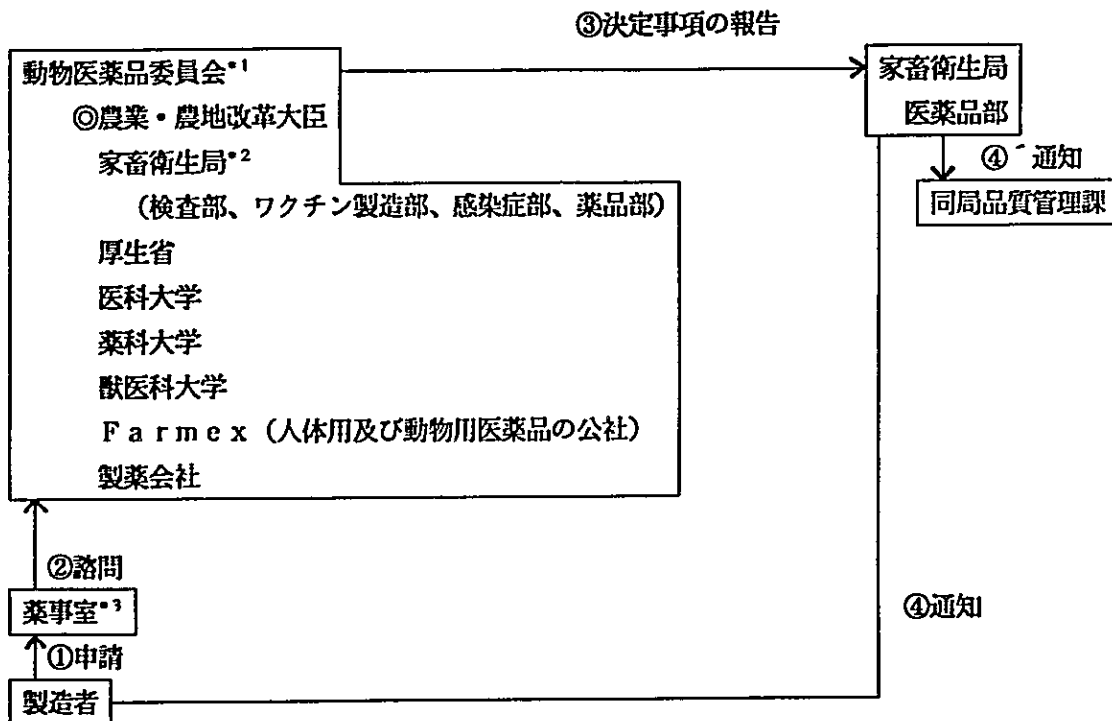 ③決定事項の報告
動物医薬品委員会*1
◎農業・農地改革大臣
家畜衛生局*2
(検査部、ワクチン製造部、感染症部、薬品部)
厚生省
医科大学
薬科大学
獣医科大学
Farmex(人体用及び動物用医薬品の公社)
製薬会社
家畜衛生局
医薬品部
④´通知
同局品質管理課
②諮問
薬事室*3
④通知
①申請
製造者